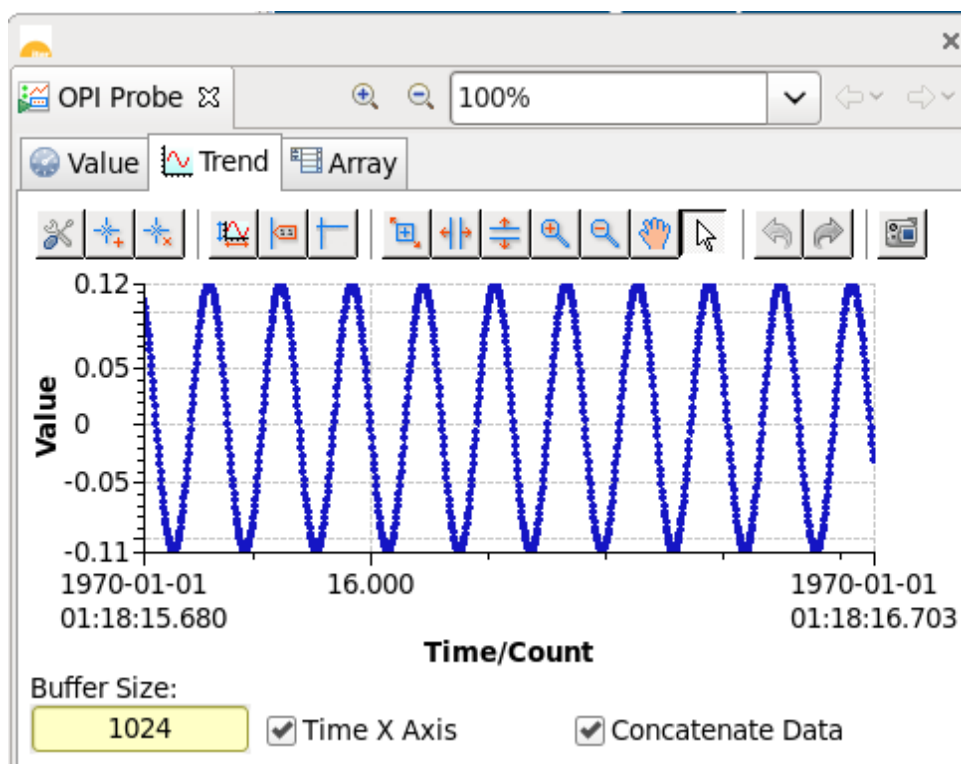 OPI Probe
100%
Value
Trend
Array
0.12
0.05
0
-0.05
-0.11
Value
1970-01-01
01:18:15.680
16.000
1970-01-01
01:18:16.703
Time/Count
Buffer Size:
1024
Time X Axis
Concatenate Data